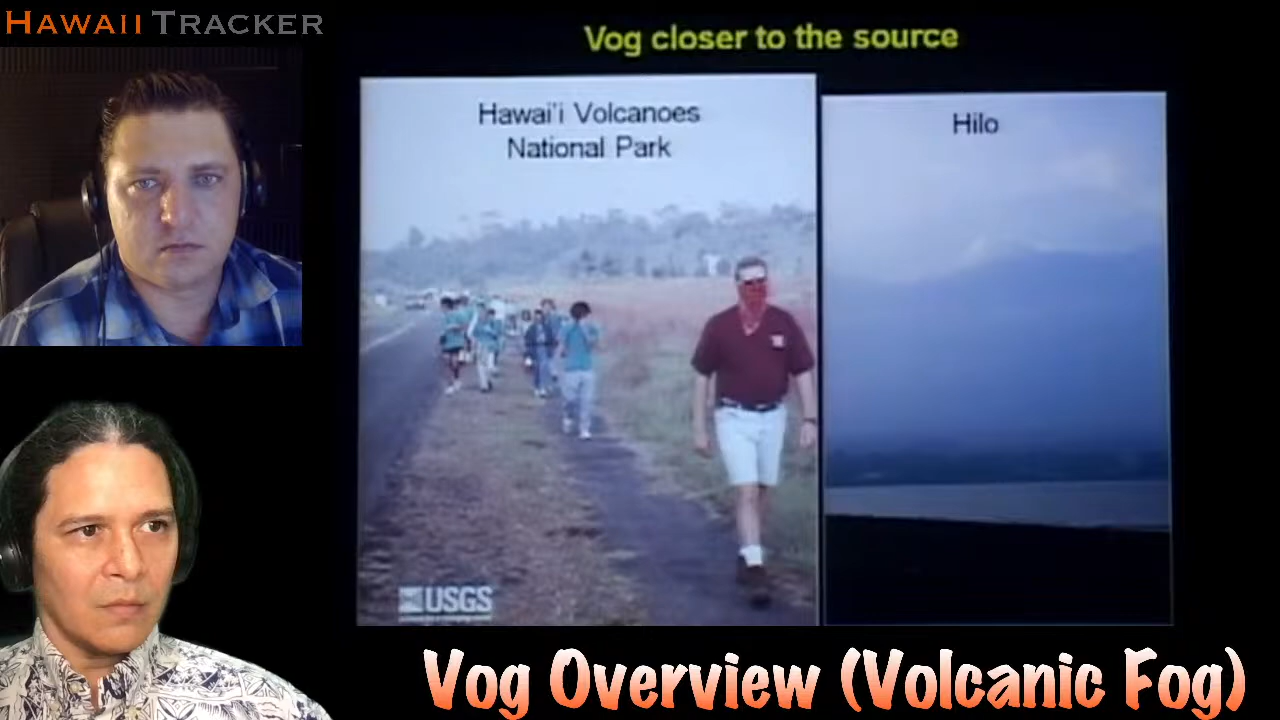 HAWAII TRACKER
Vog closer to the source
Hawai'i Volcanoes
National Park
Hilo
USGS
Vog Overview (Volcanic Fog)